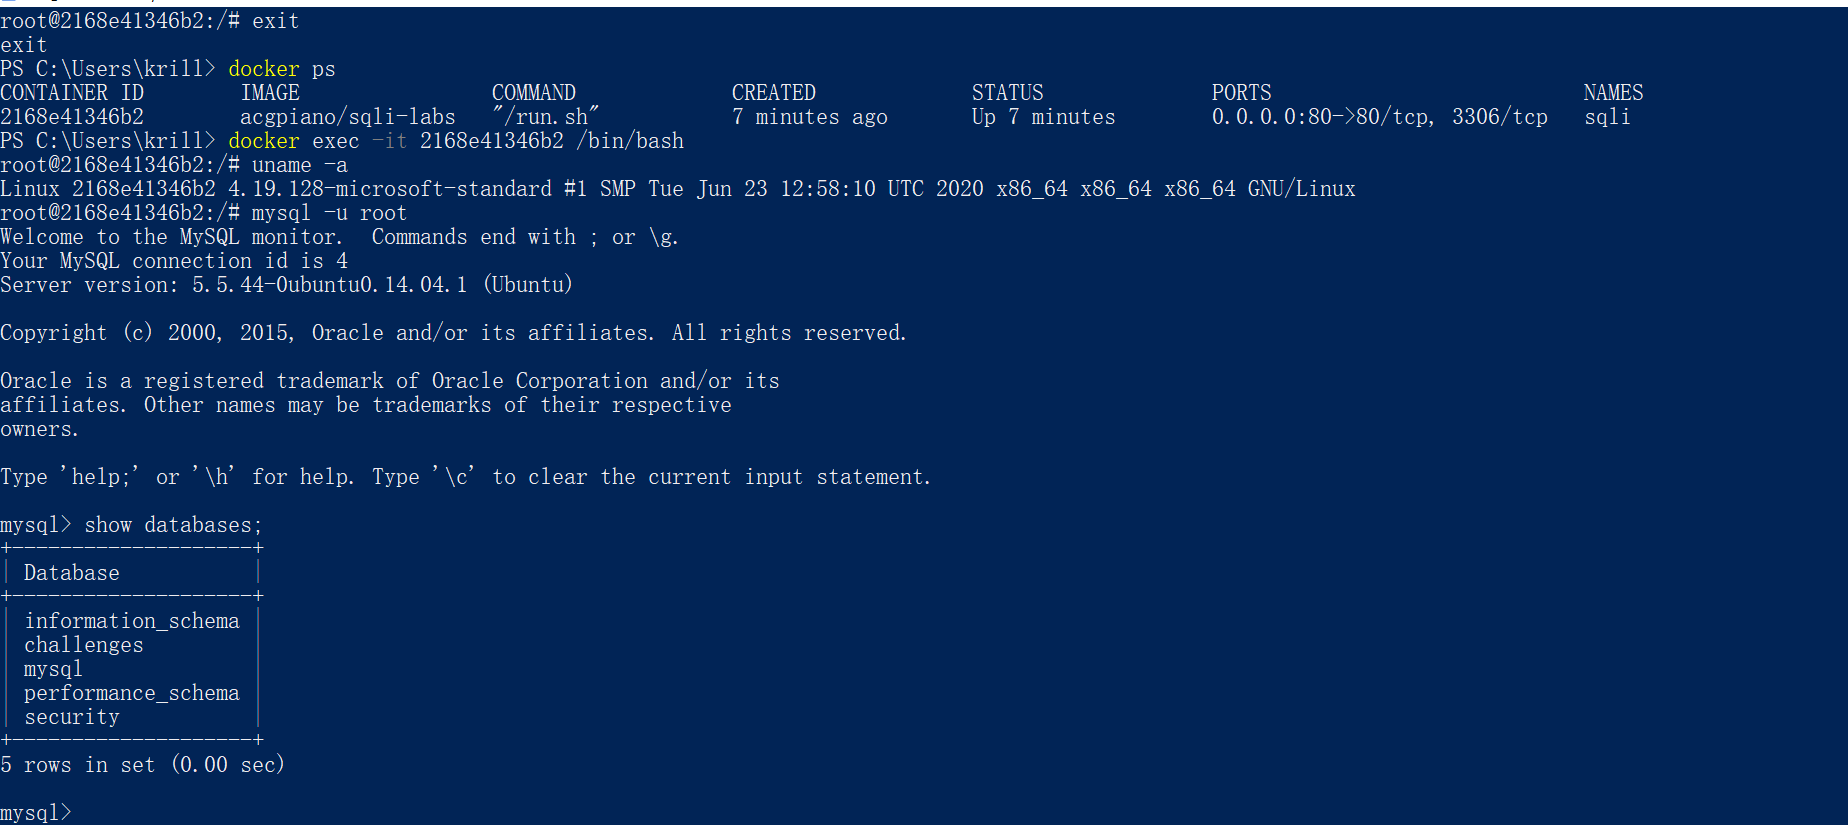 root@2168e41346b2:/# exit
exit
PS C:\Users\krill> docker ps
CONTAINER ID        IMAGE                COMMAND             CREATED             STATUS              PORTS                          NAMES
2168e41346b2        acgpiano/sqli-labs   "/run.sh"           7 minutes ago       Up 7 minutes        0.0.0.0:80->80/tcp, 3306/tcp   sqli
PS C:\Users\krill> docker exec -it 2168e41346b2 /bin/bash
root@2168e41346b2:/# uname -a
Linux 2168e41346b2 4.19.128-microsoft-standard #1 SMP Tue Jun 23 12:58:10 UTC 2020 x86_64 x86_64 x86_64 GNU/Linux
root@2168e41346b2:/# mysql -u root
Welcome to the MySQL monitor.  Commands end with ; or \g.
Your MySQL connection id is 4
Server version: 5.5.44-0ubuntu0.14.04.1 (Ubuntu)

Copyright (c) 2000, 2015, Oracle and/or its affiliates. All rights reserved.

Oracle is a registered trademark of Oracle Corporation and/or its
affiliates. Other names may be trademarks of their respective
owners.

Type 'help;' or '\h' for help. Type '\c' to clear the current input statement.

mysql> show databases;
+--------------------+
| Database           |
+--------------------+
| information_schema |
| challenges         |
| mysql              |
| performance_schema |
| security           |
+--------------------+
5 rows in set (0.00 sec)

mysql>